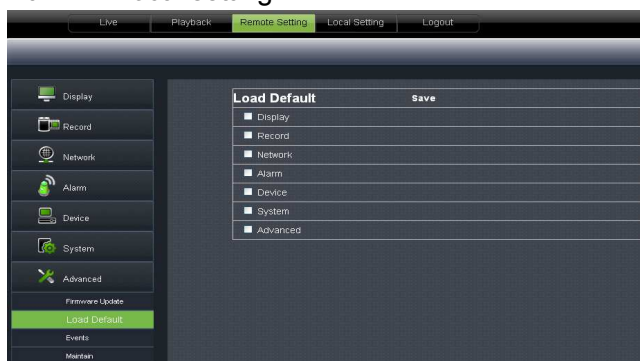 Live Playback Remote Setting Local Setting Logout
Display
Record
Network
Alarm
Device
System
Advanced
Firmware Update
Load Default
Events
Maintain
Load Default Save
Display
Record
Network
Alarm
Device
System
Advanced